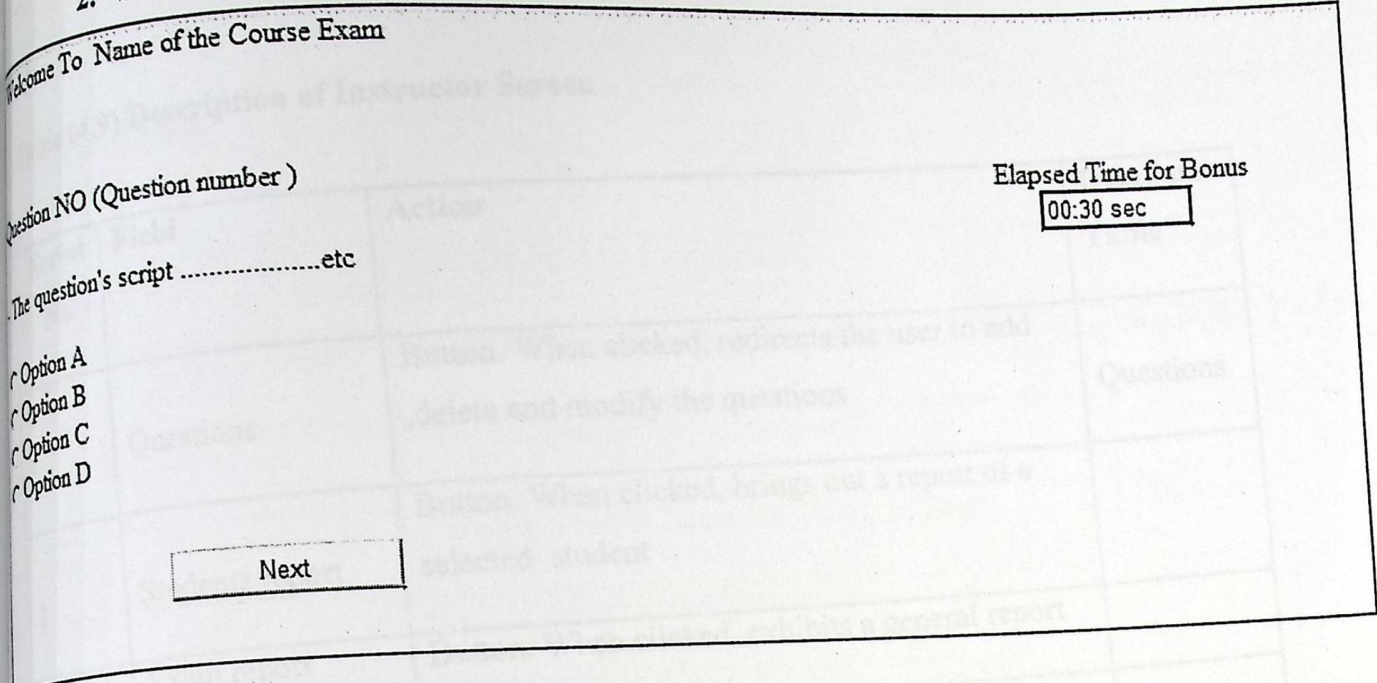 2.
Welcome To Name of the Course Exam
Question NO (Question number )
Elapsed Time for Bonus
00:30 sec
The question's script ....................etc
Option A
Option B
Option C
Option D
Next
Description of Instructor Screen
Field
Action
Table
Questions
Button. When clicked, redirects the user to add
,delete and modify the questions
Questions
Button. When clicked, brings out a report of a
selected student
Button. When clicked, exhibits a general report